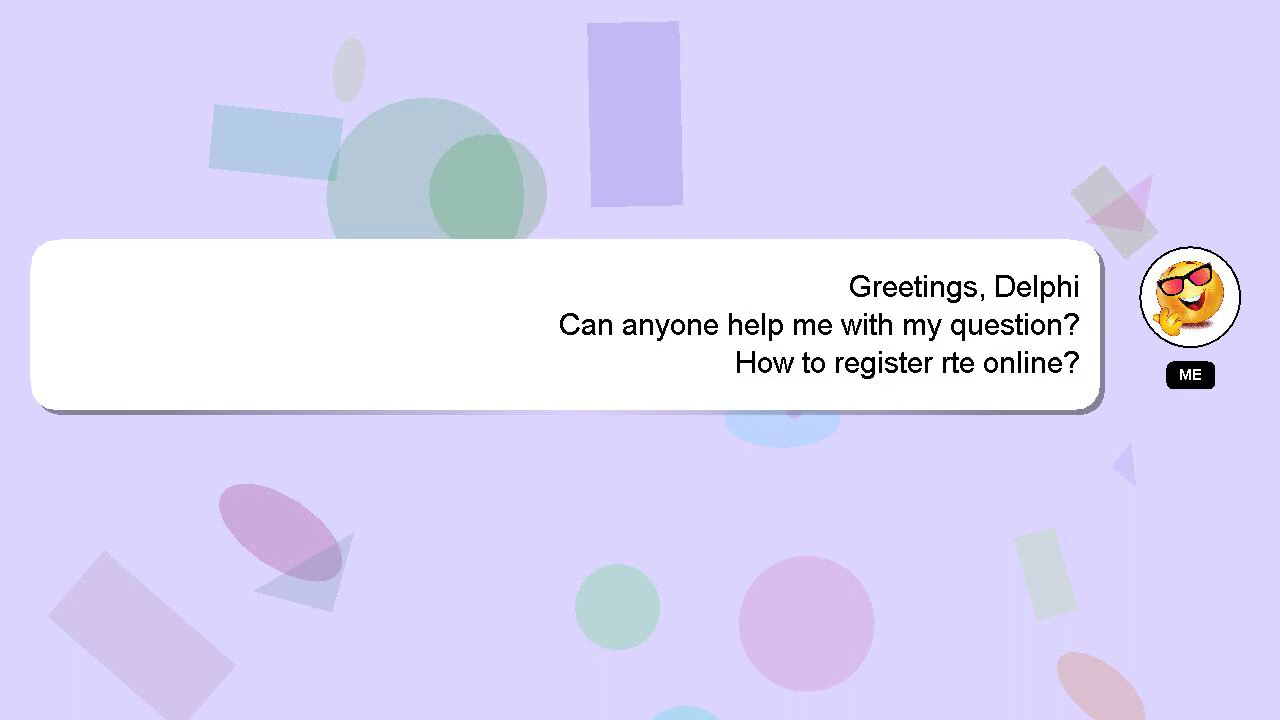 Greetings, Delphi
Can anyone help me with my question?
How to register rte online?
ME